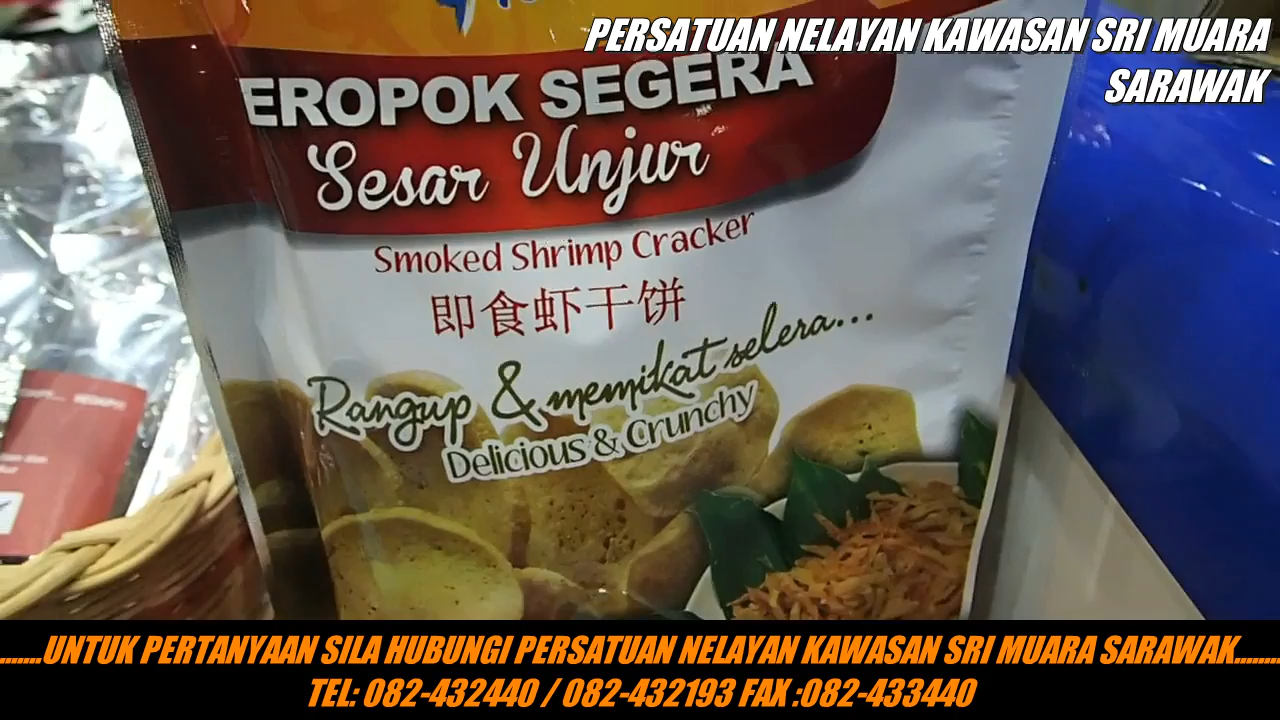 PERSATUAN NELAYAN KAWASAN SRI MUARA
SARAWAK
EROPOK SEGERA
Sesar Unjur
Smoked Shrimp Cracker
即食虾干饼
Rangup & memikat selera...
Delicious & Crunchy
.......UNTUK PERTANYAAN SILA HUBUNGI PERSATUAN NELAYAN KAWASAN SRI MUARA SARAWAK........
TEL: 082-432440 / 082-432193 FAX :082-433440